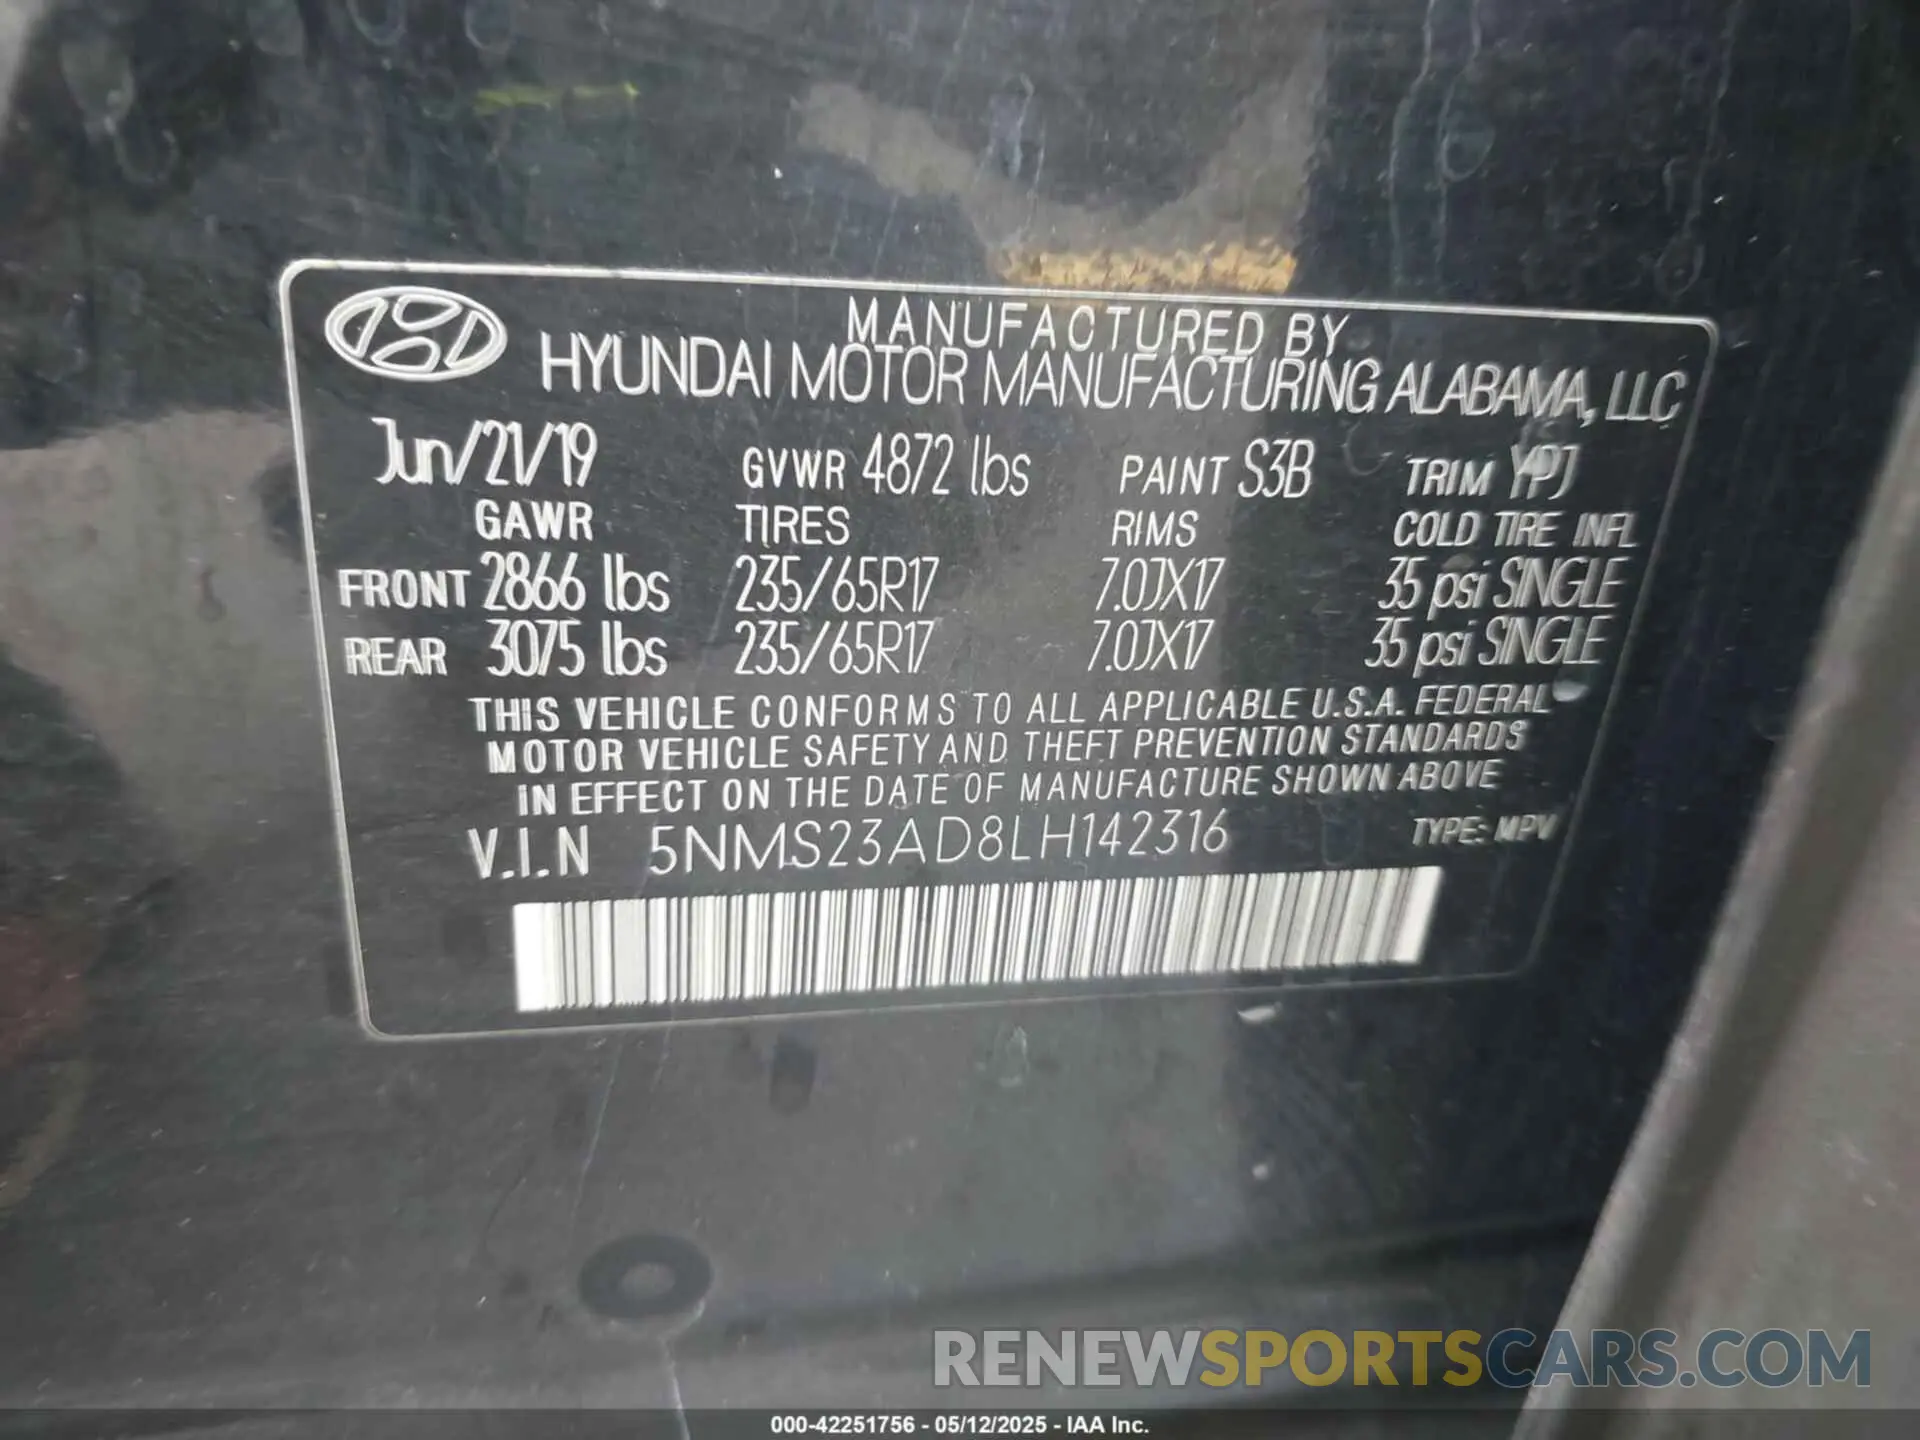 MANUFACTURED BY
HYUNDAI MOTOR MANUFACTURING ALABAMA, LLC
Jun/21/19 GVWR 4872 lbs PAINT S3B TRIM YPJ
GAWR TIRES RIMS COLD TIRE INFL
FRONT 2866 lbs 235/65R17 7.0JX17 35 psi SINGLE
REAR 3075 lbs 235/65R17 7.0JX17 35 psi SINGLE
THIS VEHICLE CONFORMS TO ALL APPLICABLE U.S.A. FEDERAL
MOTOR VEHICLE SAFETY AND THEFT PREVENTION STANDARDS
IN EFFECT ON THE DATE OF MANUFACTURE SHOWN ABOVE
V.I.N 5NMS23AD8LH142316 TYPE: MPV
RENEWSPORTSCARS.COM
000-42251756 - 05/12/2025 - IAA Inc.